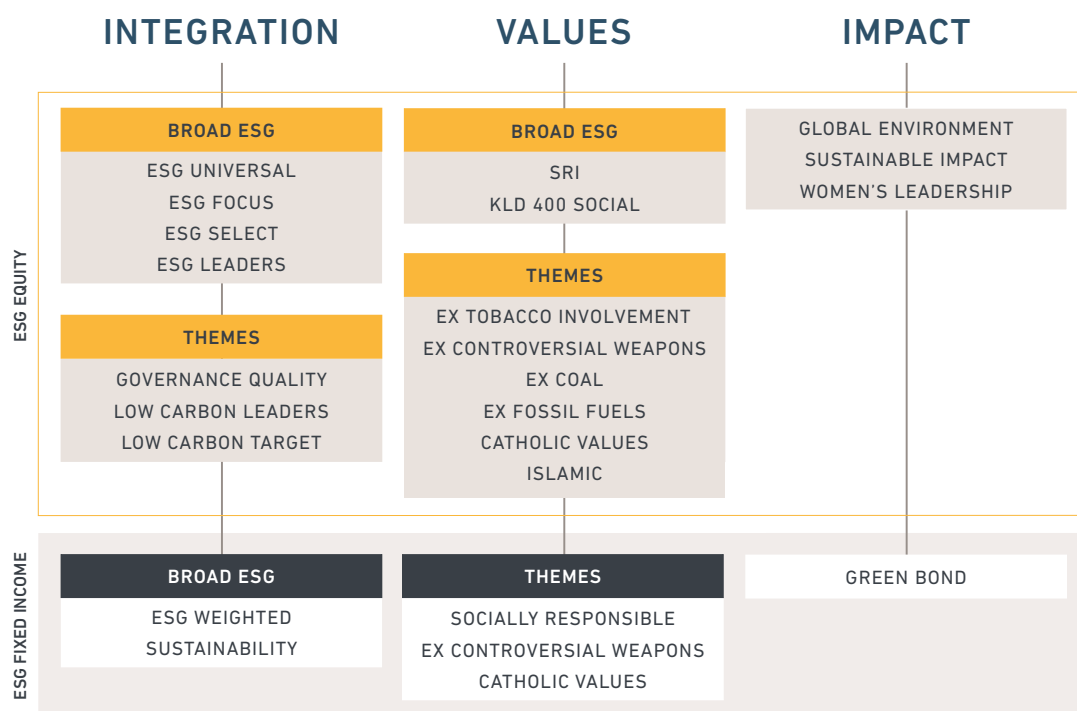 INTEGRATION
VALUES
IMPACT
ESG EQUITY
BROAD ESG
ESG UNIVERSAL
ESG FOCUS
ESG SELECT
ESG LEADERS
THEMES
GOVERNANCE QUALITY
LOW CARBON LEADERS
LOW CARBON TARGET
BROAD ESG
SRI
KLD 400 SOCIAL
THEMES
EX TOBACCO INVOLVEMENT
EX CONTROVERSIAL WEAPONS
EX COAL
EX FOSSIL FUELS
CATHOLIC VALUES
ISLAMIC
GLOBAL ENVIRONMENT
SUSTAINABLE IMPACT
WOMEN'S LEADERSHIP
ESG FIXED INCOME
BROAD ESG
ESG WEIGHTED
SUSTAINABILITY
THEMES
SOCIALLY RESPONSIBLE
EX CONTROVERSIAL WEAPONS
CATHOLIC VALUES
GREEN BOND